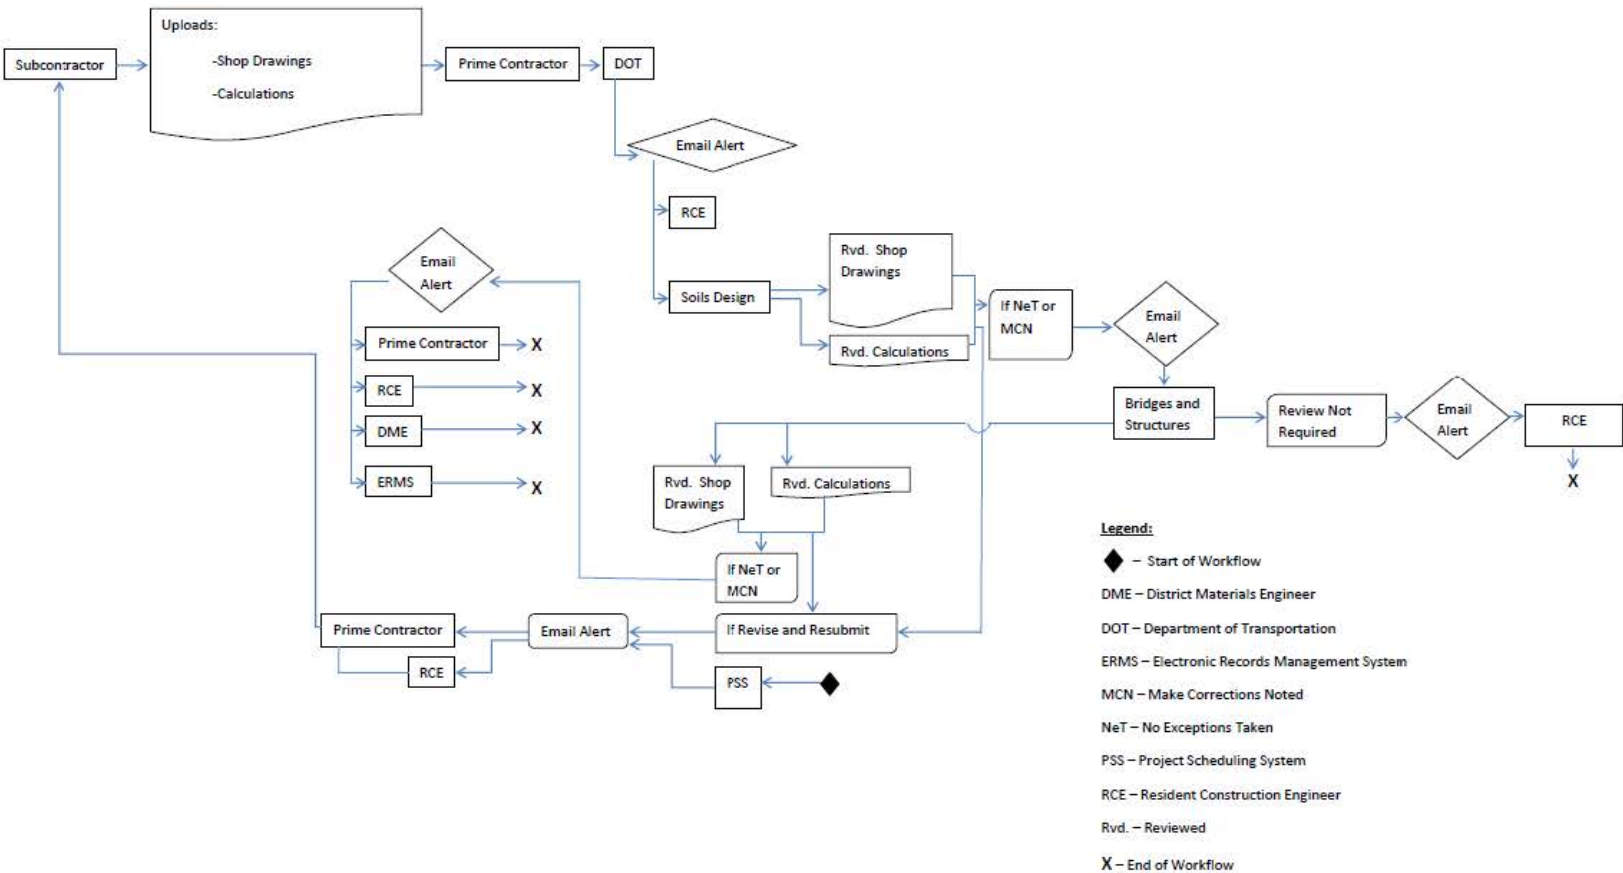 Uploads:
-Shop Drawings
-Calculations
Subcontractor
Prime Contractor
DOT
Email Alert
RCE
Soils Design
Rvd. Shop
Drawings
Rvd. Calculations
If NeT or
MCN
Email
Alert
Bridges and
Structures
Review Not
Required
Email
Alert
RCE
X
Email
Alert
Prime Contractor
X
RCE
X
DME
X
ERMS
X
Rvd. Shop
Drawings
Rvd. Calculations
If NeT or
MCN
If Revise and Resubmit
Email Alert
Prime Contractor
RCE
PSS
Legend:
– Start of Workflow
DME – District Materials Engineer
DOT – Department of Transportation
ERMS – Electronic Records Management System
MCN – Make Corrections Noted
NeT – No Exceptions Taken
PSS – Project Scheduling System
RCE – Resident Construction Engineer
Rvd. – Reviewed
X – End of Workflow